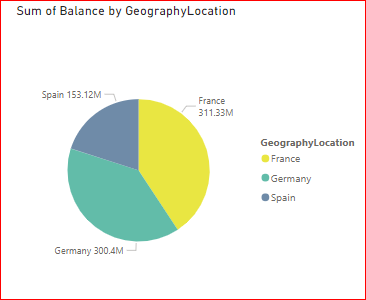 Sum of Balance by GeographyLocation
Spain 153.12M
France
311.33M
Germany 300.4M
GeographyLocation
France
Germany
Spain